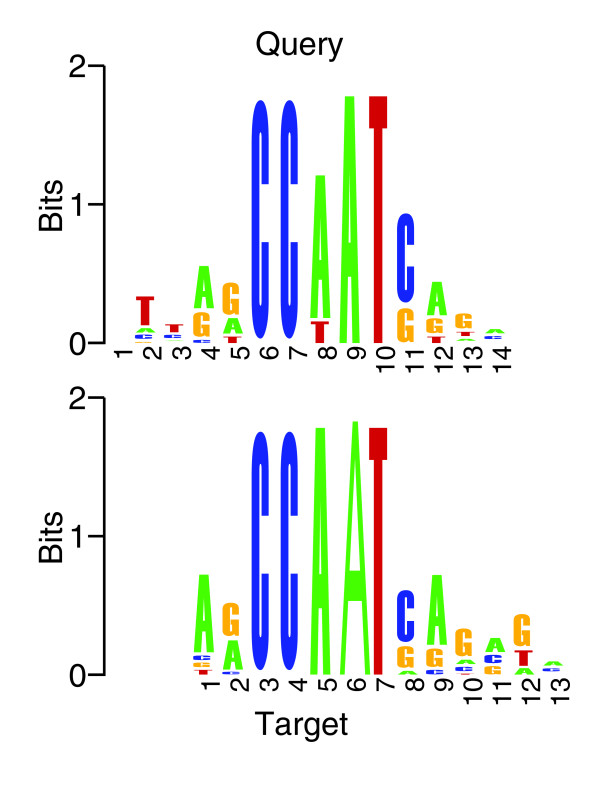 Query
2
Bits
1
0
1 2 3 4 5 6 7 8 9 10 11 12 13 14
T A C T C A G C G A T C C A T A T C G A G T G T A C
2
Bits
1
0
1 2 3 4 5 6 7 8 9 10 11 12 13
A C G T G A C C C A A T C G A A G C G A C T A C G G T A A C
Target